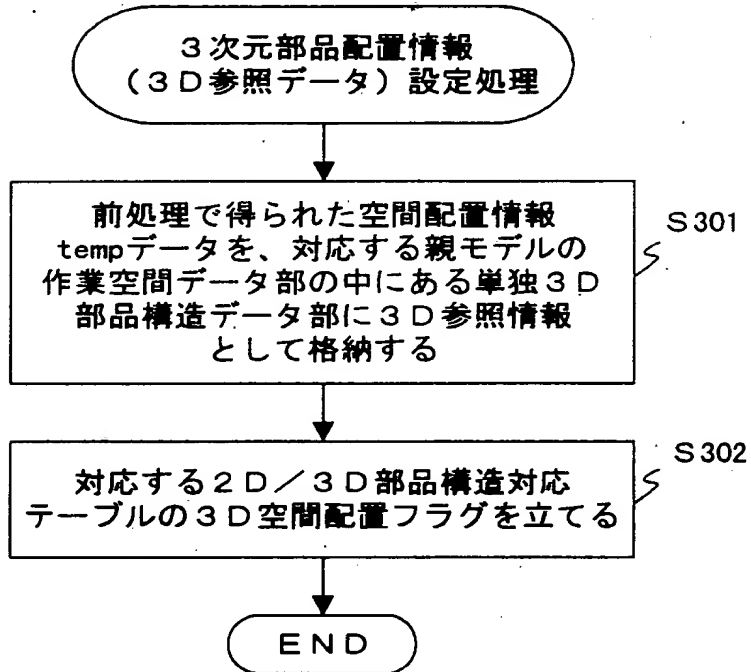 3次元部品配置情報
(3D参照データ)設定処理
前処理で得られた空間配置情報
tempデータを、対応する親モデルの
作業空間データ部の中にある単独3D
部品構造データ部に3D参照情報
として格納する
S301
対応する2D/3D部品構造対応
テーブルの3D空間配置フラグを立てる
S302
END